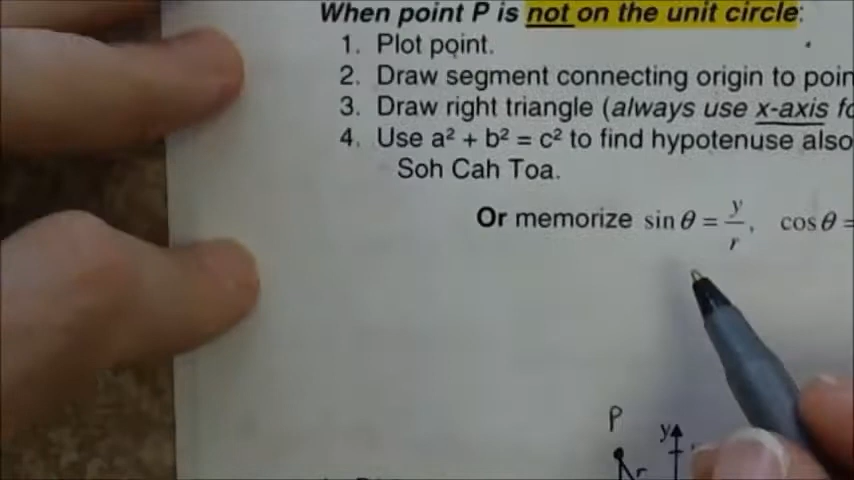 When point P is not on the unit circle:
1. Plot point.
2. Draw segment connecting origin to poin
3. Draw right triangle (always use x-axis fo
4. Use a² + b² = c² to find hypotenuse also
Soh Cah Toa.
Or memorize sin θ = y/r, cos θ =
P
y
r